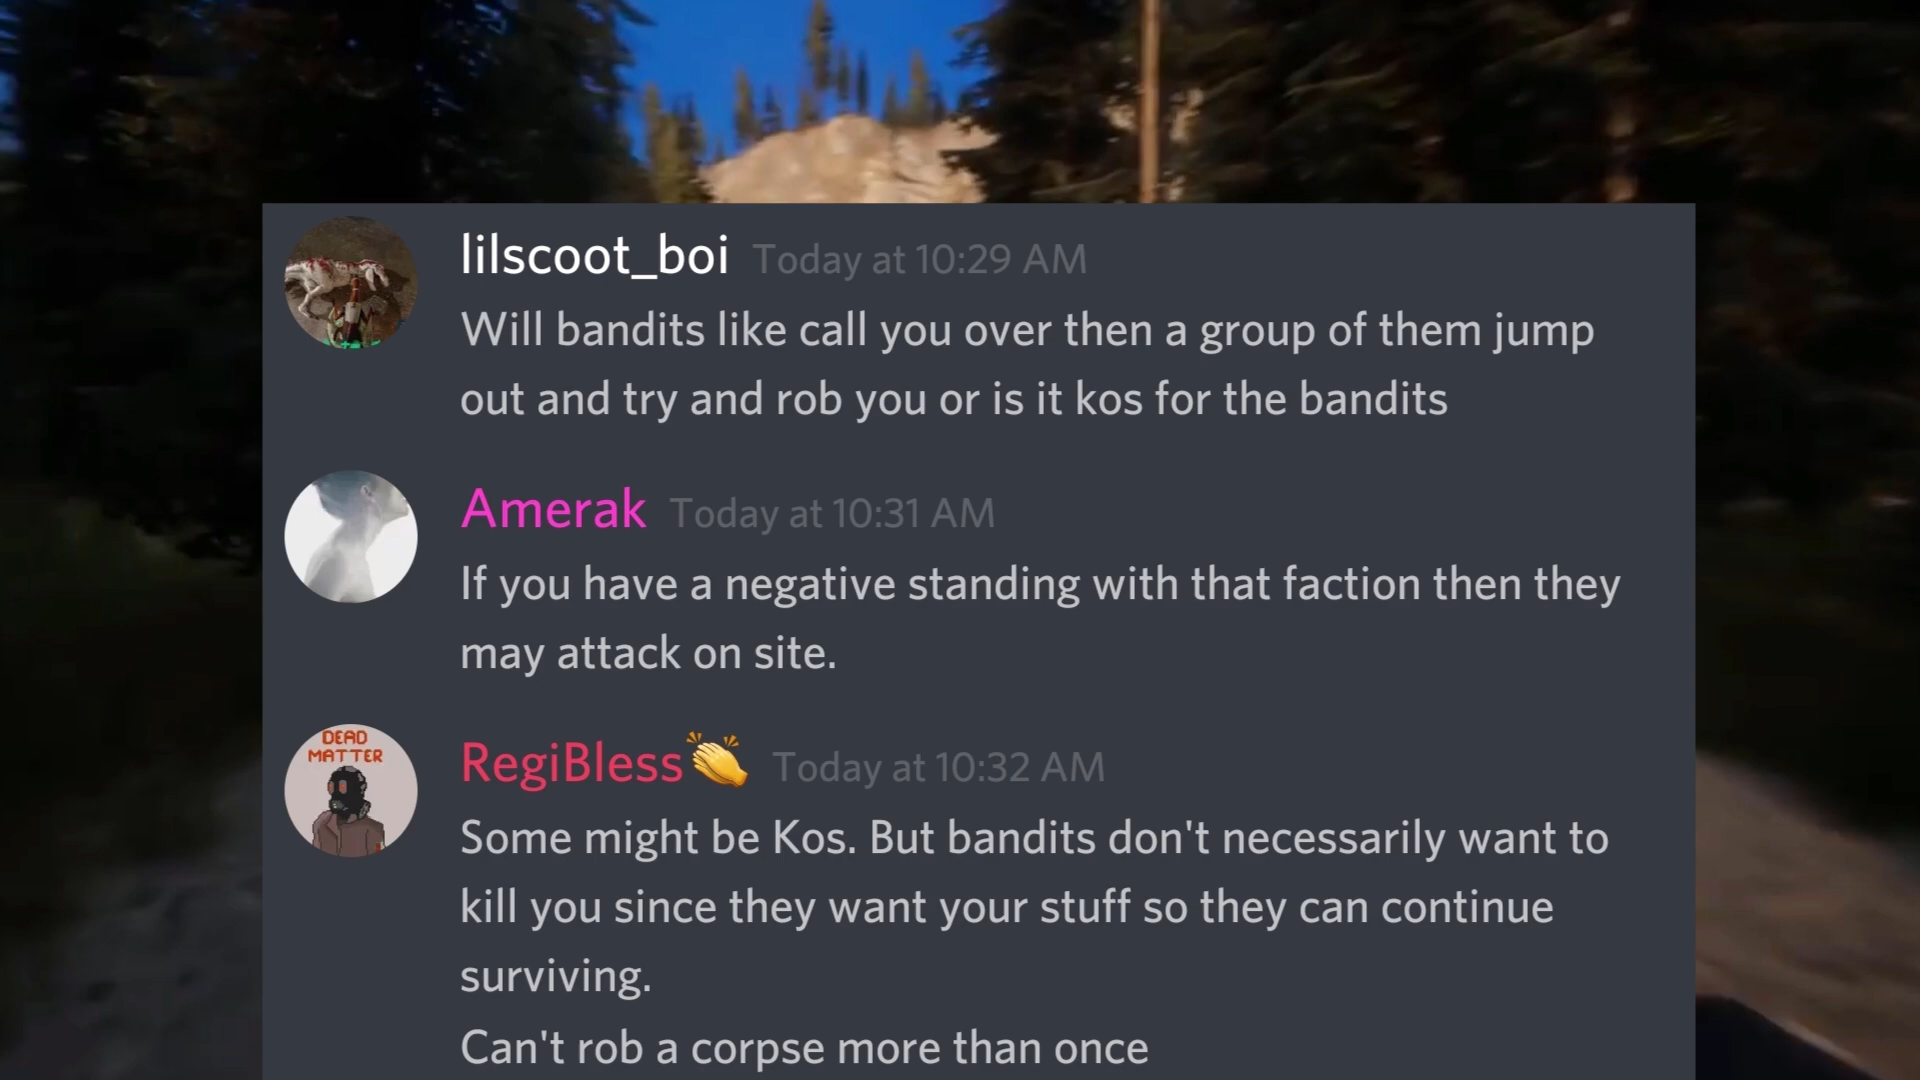 lilscoot_boi Today at 10:29 AM
Will bandits like call you over then a group of them jump
out and try and rob you or is it kos for the bandits
Amerak Today at 10:31 AM
If you have a negative standing with that faction then they
may attack on site.
DEAD
MATTER
RegiBless👏 Today at 10:32 AM
Some might be Kos. But bandits don't necessarily want to
kill you since they want your stuff so they can continue
surviving.
Can't rob a corpse more than once